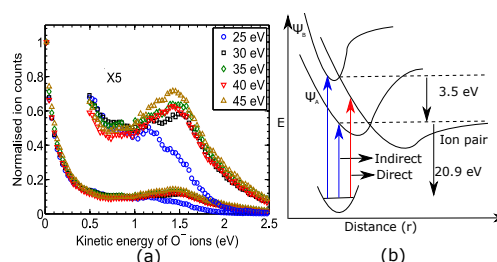 Normalised ion counts
1
0.8
0.6
0.4
0.2
0
X5
25 eV
30 eV
35 eV
40 eV
45 eV
0 0.5 1.0 1.5 2.0 2.5
Kinetic energy of O⁻ ions (eV)
(a)
Ψ_B
Ψ_A
E
3.5 eV
Ion pair
Indirect
20.9 eV
Direct
Distance (r)
(b)